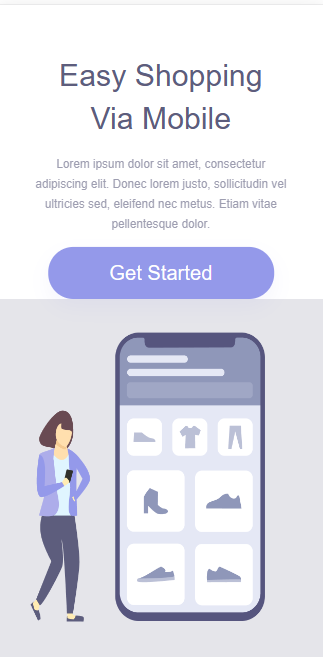 Easy Shopping
Via Mobile
Lorem ipsum dolor sit amet, consectetur
adipiscing elit. Donec lorem justo, sollicitudin vel
ultricies sed, eleifend nec metus. Etiam vitae
pellentesque dolor.
Get Started